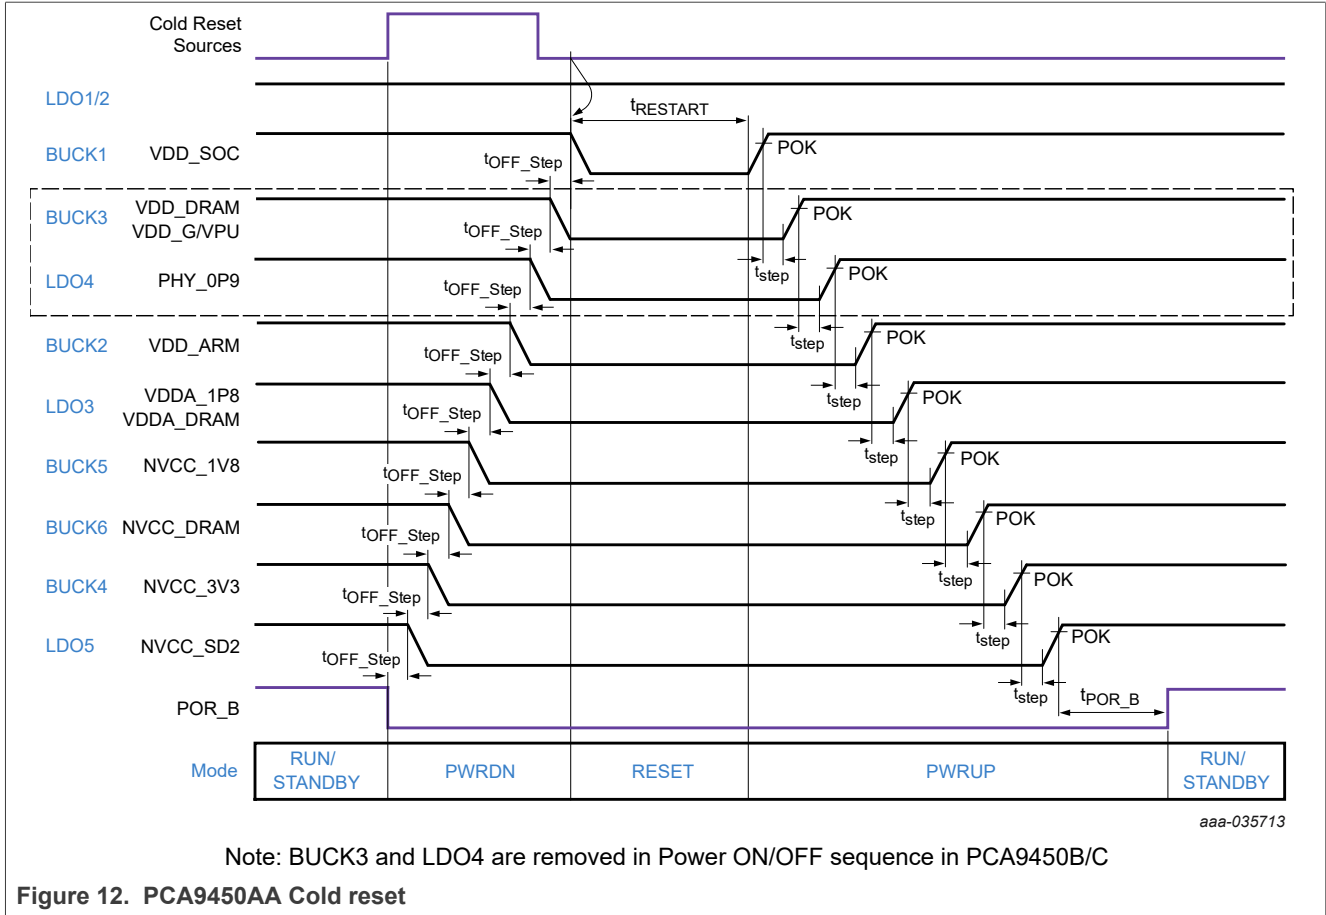 Cold Reset
Sources
LDO1/2
tRESTART
BUCK1 VDD_SOC
POK
tOFF_Step
BUCK3 VDD_DRAM
VDD_G/VPU
POK
tOFF_Step
tstep
LDO4 PHY_0P9
POK
tOFF_Step
tstep
BUCK2 VDD_ARM
POK
tOFF_Step
tstep
LDO3 VDDA_1P8
VDDA_DRAM
POK
tOFF_Step
tstep
BUCK5 NVCC_1V8
POK
tOFF_Step
tstep
BUCK6 NVCC_DRAM
POK
tOFF_Step
tstep
BUCK4 NVCC_3V3
POK
tOFF_Step
tstep
LDO5 NVCC_SD2
POK
tOFF_Step
tstep
tPOR_B
POR_B
Mode
RUN/
STANDBY
PWRDN
RESET
PWRUP
RUN/
STANDBY
aaa-035713
Note: BUCK3 and LDO4 are removed in Power ON/OFF sequence in PCA9450B/C
Figure 12. PCA9450AA Cold reset